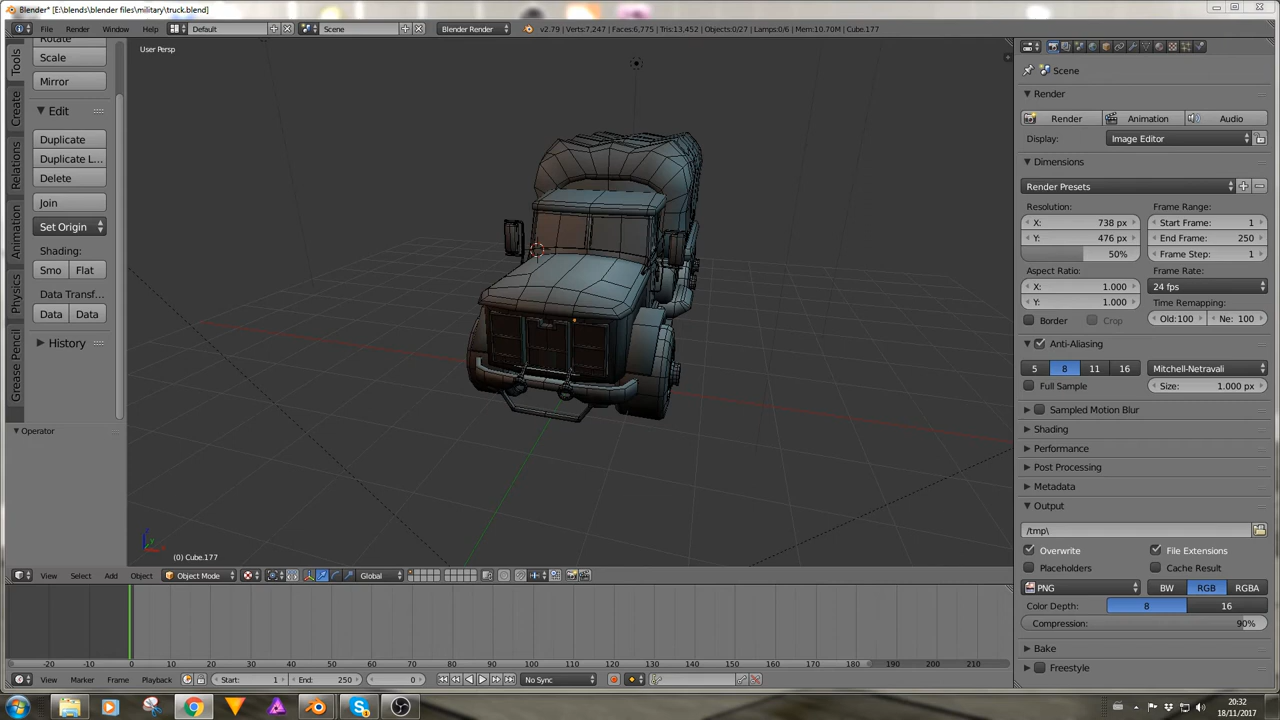 Blender* [E:\blends\blender files\military\truck.blend]
File Render Window Help Default Scene Blender Render v2.79 | Verts:7,247 | Faces:6,775 | Tris:13,452 | Objects:0/27 | Lamps:0/6 | Mem:10.70M | Cube.177
Tools
Create
Relations
Animation
Physics
Grease Pencil
Rotate
Scale
Mirror
Edit
Duplicate
Duplicate L...
Delete
Join
Set Origin
Shading:
Smo Flat
Data Transf...
Data Data
History
Operator
User Persp
(0) Cube.177
View Select Add Object Object Mode Global
Scene
Render
Render Animation Audio
Display: Image Editor
Dimensions
Render Presets
Resolution: Frame Range:
X: 738 px Start Frame: 1
Y: 476 px End Frame: 250
50% Frame Step: 1
Aspect Ratio: Frame Rate:
X: 1.000 24 fps
Y: 1.000 Time Remapping:
Border Crop Old:100 Ne: 100
Anti-Aliasing
5 8 11 16 Mitchell-Netravali
Full Sample Size: 1.000 px
Sampled Motion Blur
Shading
Performance
Post Processing
Metadata
Output
/tmp\
Overwrite File Extensions
Placeholders Cache Result
PNG BW RGB RGBA
Color Depth: 8 16
Compression: 90%
Bake
Freestyle
-20 -10 0 10 20 30 40 50 60 70 80 90 100 110 120 130 140 150 160 170 180 190 200 210
View Marker Frame Playback Start: 1 End: 250 0 No Sync
20:32
18/11/2017